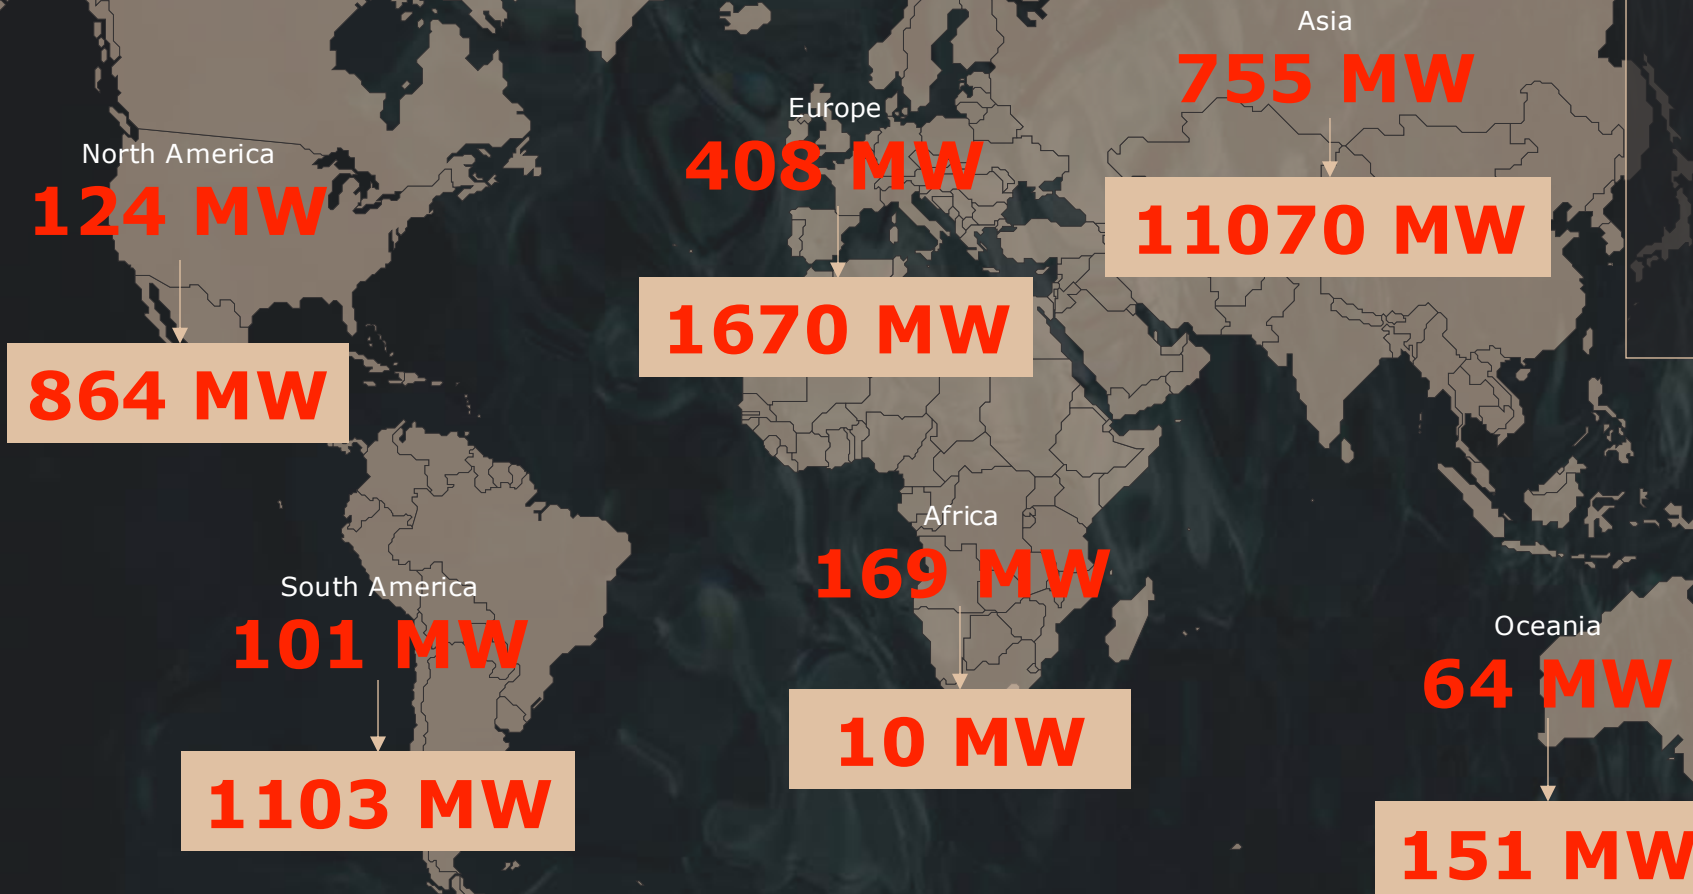 Asia
755 MW
11070 MW
Europe
408 MW
1670 MW
North America
124 MW
864 MW
Africa
169 MW
10 MW
South America
101 MW
1103 MW
Oceania
64 MW
151 MW